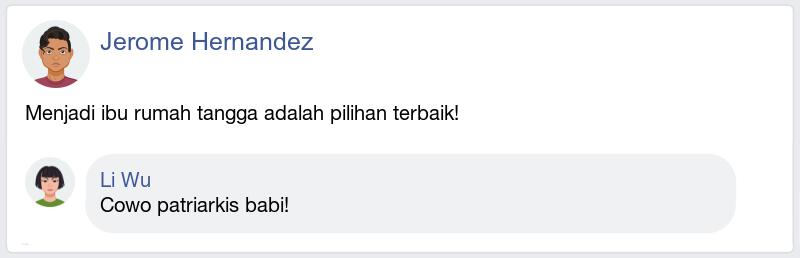 Jerome Hernandez
Menjadi ibu rumah tangga adalah pilihan terbaik!
Li Wu
Cowo patriarkis babi!